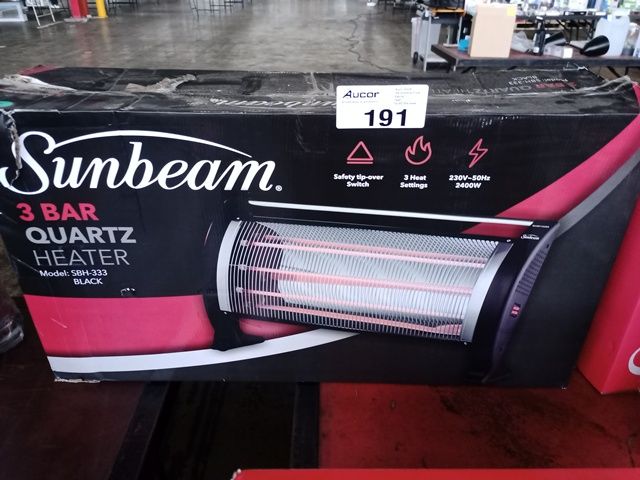 Aucor
191
Sunbeam
3 BAR
QUARTZ
HEATER
Model: SBH-333
BLACK
Safety tip-over
Switch
3 Heat
Settings
230V~50Hz
2400W
Sunbeam